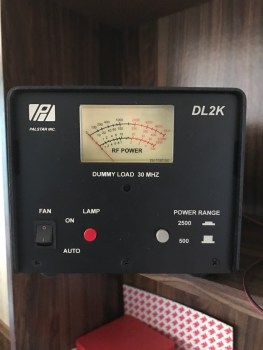 PALSTAR INC
DL2K
RF POWER
DUMMY LOAD 30 MHZ
FAN
LAMP
POWER RANGE
ON
2500
AUTO
500